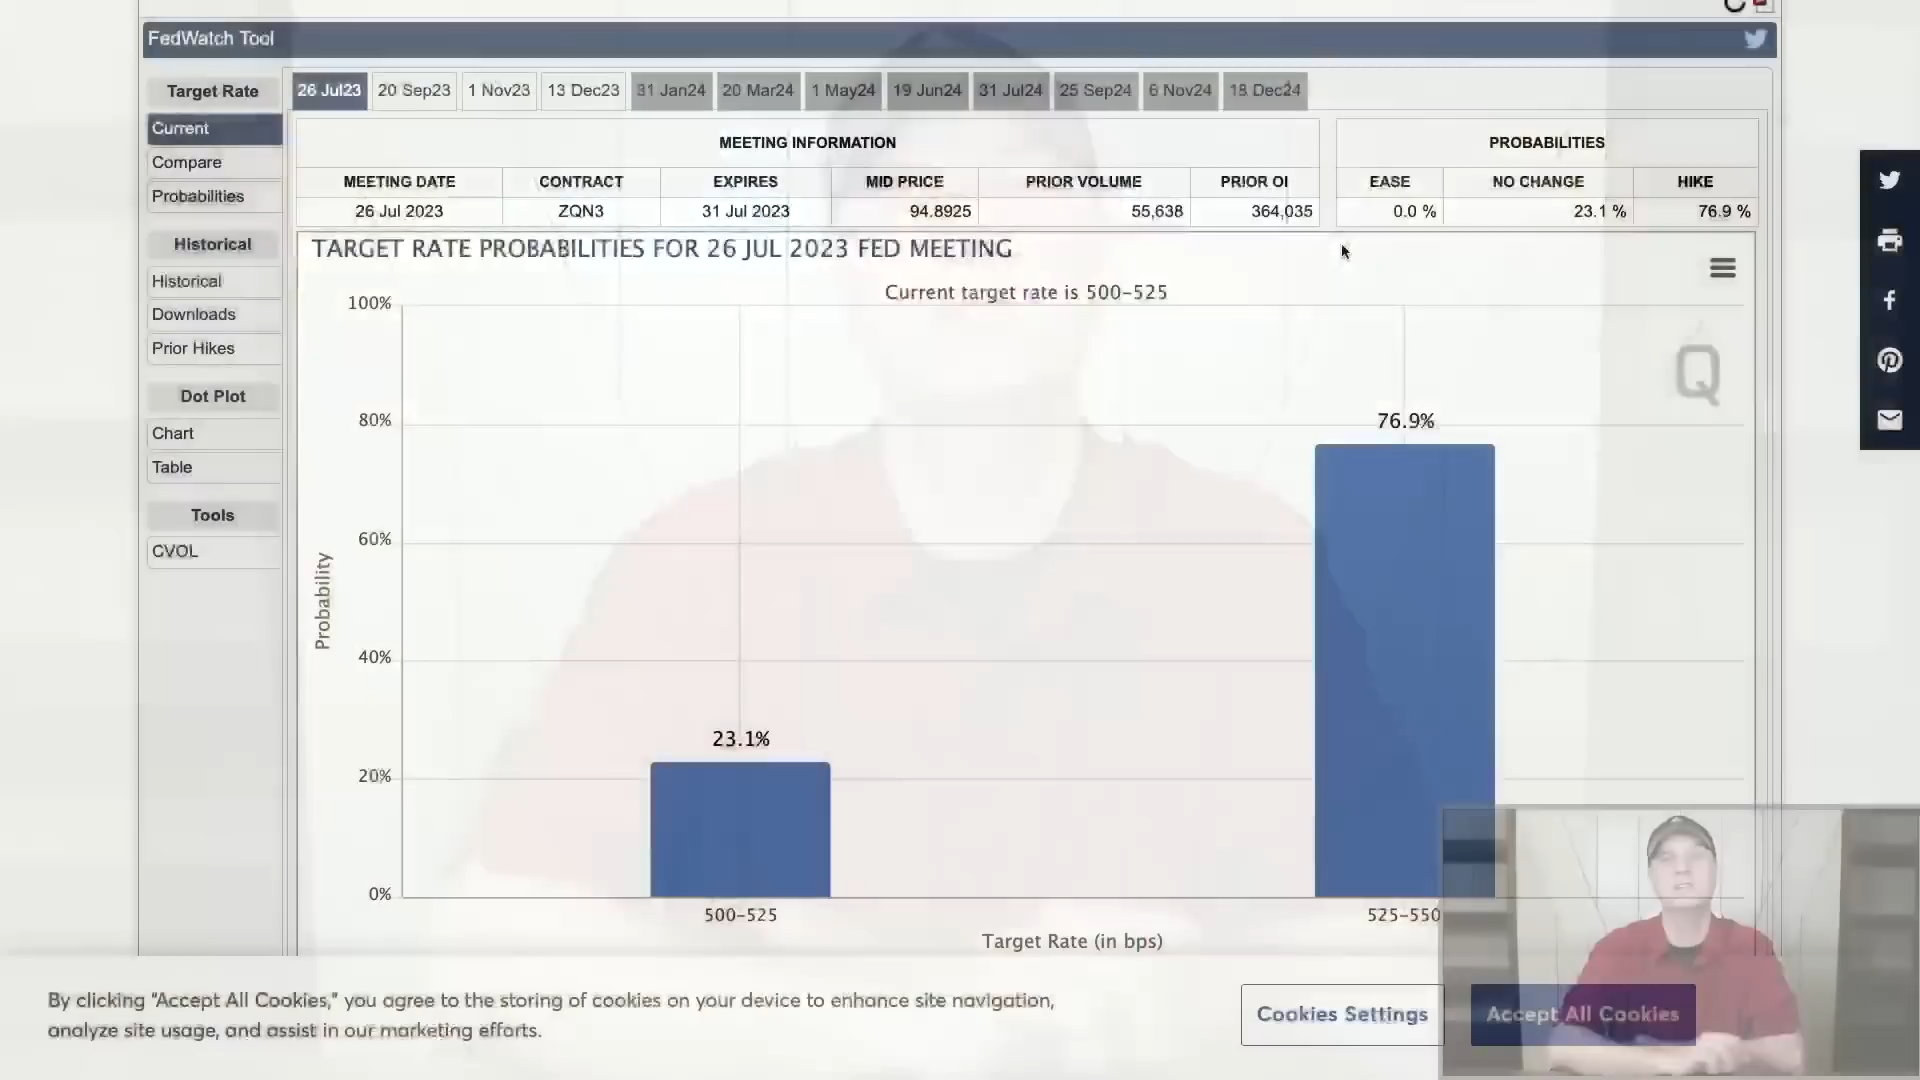 FedWatch Tool
Target Rate
26 Jul23 20 Sep23 1 Nov23 13 Dec23 31 Jan24 20 Mar24 1 May24 19 Jun24 31 Jul24 25 Sep24 6 Nov24 18 Dec24
Current
Compare
Probabilities
Historical
Historical
Downloads
Prior Hikes
Dot Plot
Chart
Table
Tools
CVOL
MEETING INFORMATION
MEETING DATE CONTRACT EXPIRES MID PRICE PRIOR VOLUME PRIOR OI
26 Jul 2023 ZQN3 31 Jul 2023 94.8925 55,638 364,035
PROBABILITIES
EASE NO CHANGE HIKE
0.0 % 23.1 % 76.9 %
TARGET RATE PROBABILITIES FOR 26 JUL 2023 FED MEETING
Current target rate is 500-525
100%
80%
60%
40%
20%
0%
Probability
Q
76.9%
23.1%
500-525 525-550
Target Rate (in bps)
By clicking “Accept All Cookies,” you agree to the storing of cookies on your device to enhance site navigation,
analyze site usage, and assist in our marketing efforts.
Cookies Settings
Accept All Cookies